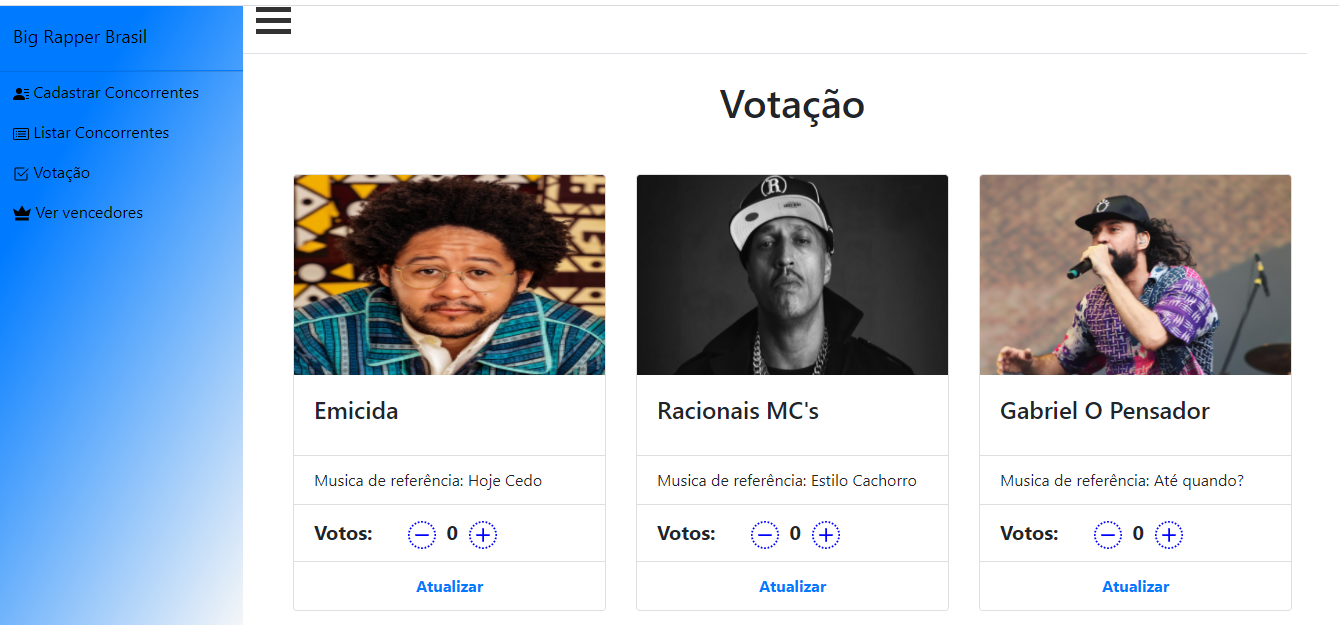 Big Rapper Brasil
Cadastrar Concorrentes
Listar Concorrentes
Votação
Ver vencedores
Votação
R
Emicida
Musica de referência: Hoje Cedo
Votos: 0
Atualizar
Racionais MC's
Musica de referência: Estilo Cachorro
Votos: 0
Atualizar
Gabriel O Pensador
Musica de referência: Até quando?
Votos: 0
Atualizar